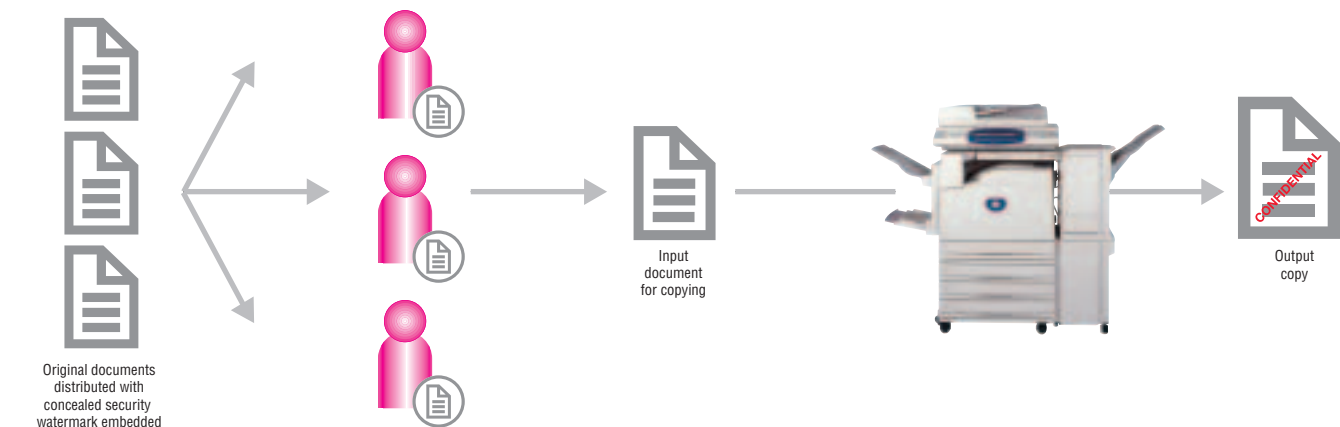 Original documents
distributed with
concealed security
watermark embedded
Input
document
for copying
CONFIDENTIAL
Output
copy